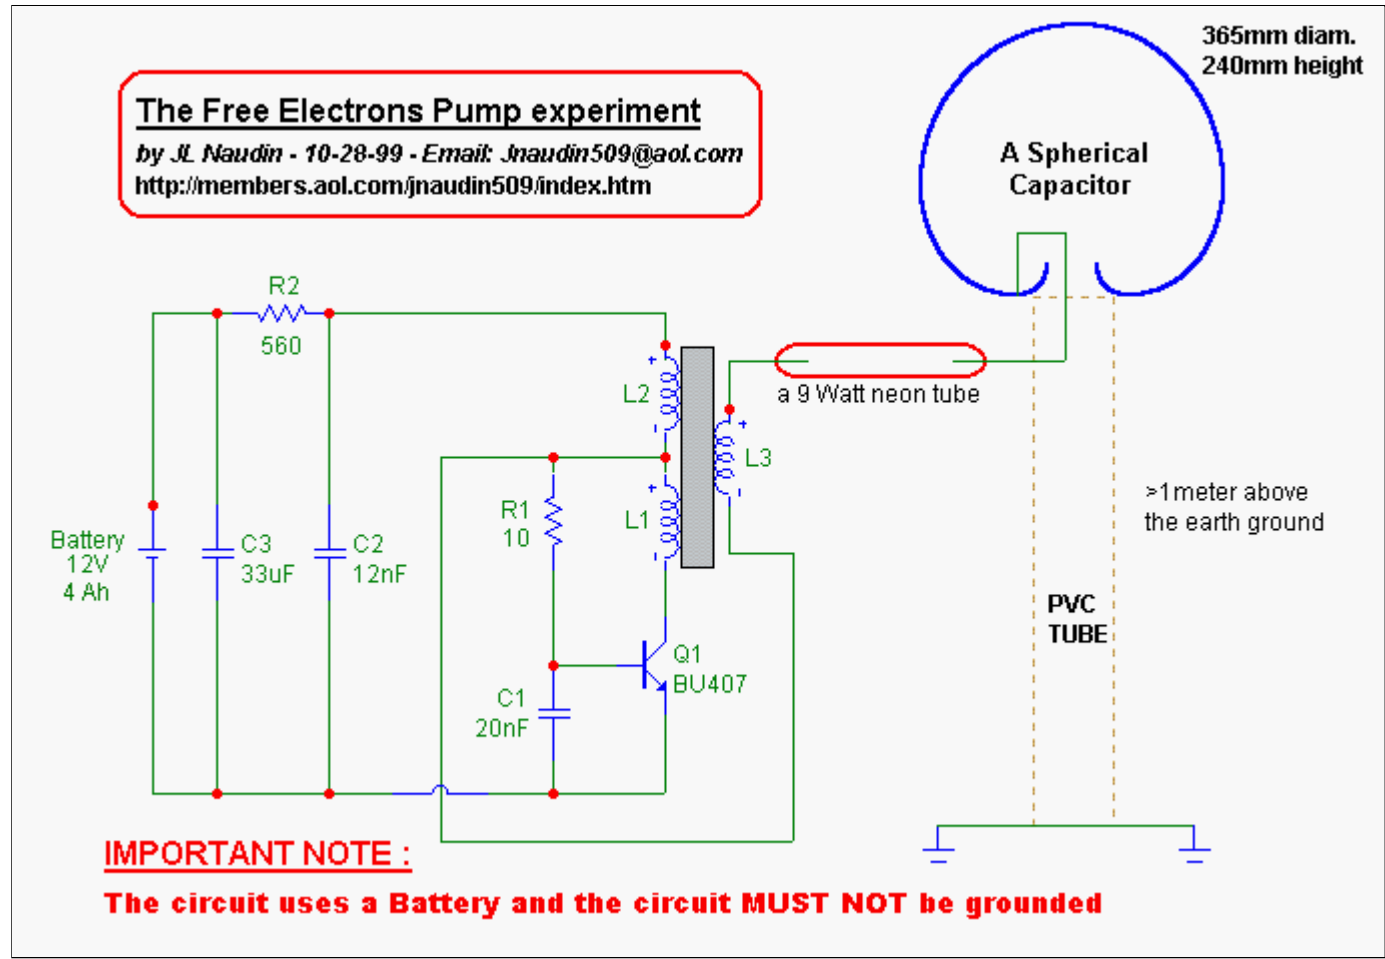 365mm diam.
240mm height
The Free Electrons Pump experiment
by JL Naudin - 10-28-99 - Email: Jnaudin509@aol.com
http://members.aol.com/jnaudin509/index.htm
A Spherical
Capacitor
R2
560
L2
a 9 Watt neon tube
L3
R1
10
L1
>1meter above
the earth ground
Battery
12V
4 Ah
C3
33uF
C2
12nF
PVC
TUBE
Q1
BU407
C1
20nF
IMPORTANT NOTE :
The circuit uses a Battery and the circuit MUST NOT be grounded